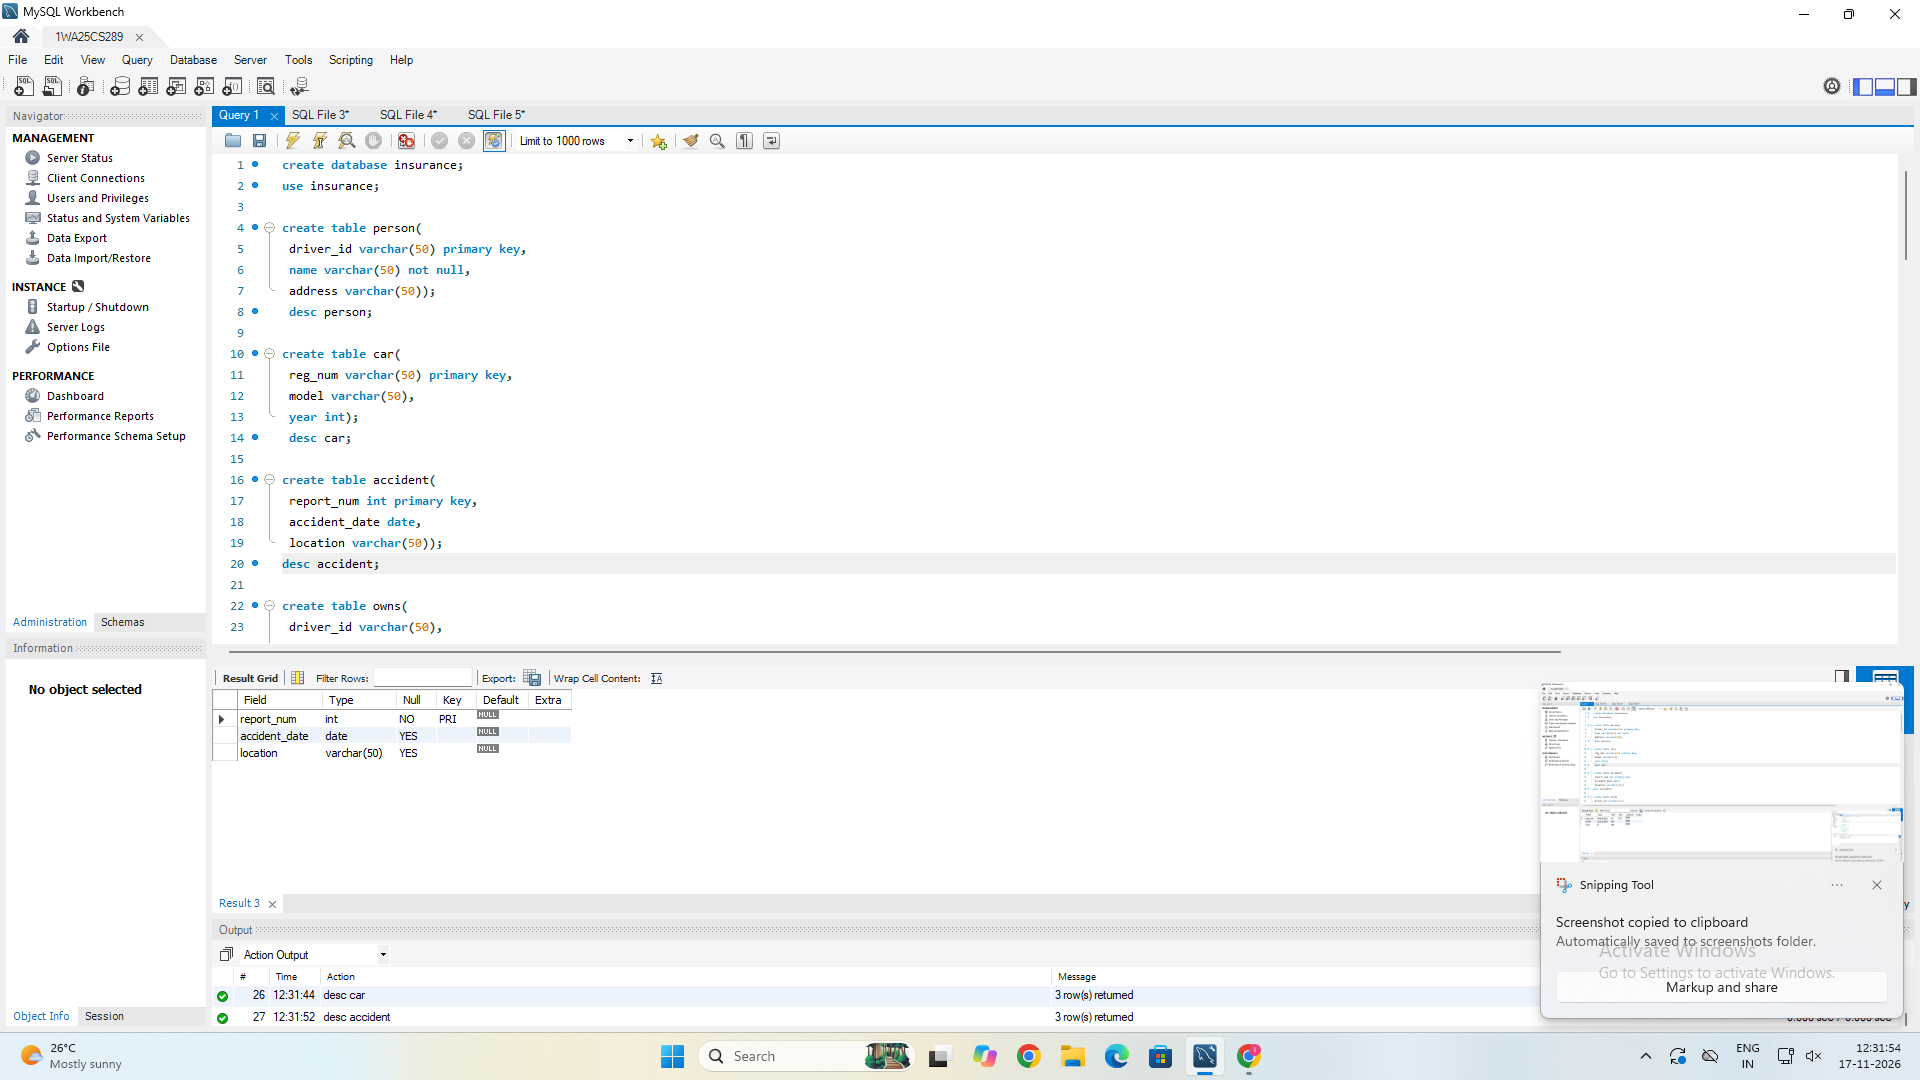 MySQL Workbench
1WA25CS289
File Edit View Query Database Server Tools Scripting Help
Navigator
MANAGEMENT
Server Status
Client Connections
Users and Privileges
Status and System Variables
Data Export
Data Import/Restore
INSTANCE
Startup / Shutdown
Server Logs
Options File
PERFORMANCE
Dashboard
Performance Reports
Performance Schema Setup
Administration Schemas
Information
No object selected
Object Info Session
Query 1 SQL File 3* SQL File 4* SQL File 5*
Limit to 1000 rows
1 create database insurance;
2 use insurance;
3
4 create table person(
5 driver_id varchar(50) primary key,
6 name varchar(50) not null,
7 address varchar(50));
8 desc person;
9
10 create table car(
11 reg_num varchar(50) primary key,
12 model varchar(50),
13 year int);
14 desc car;
15
16 create table accident(
17 report_num int primary key,
18 accident_date date,
19 location varchar(50));
20 desc accident;
21
22 create table owns(
23 driver_id varchar(50),
Result Grid Filter Rows: Export: Wrap Cell Content:
Field Type Null Key Default Extra
report_num int NO PRI NULL
accident_date date YES NULL
location varchar(50) YES NULL
Result 3
Output
Action Output
# Time Action Message
26 12:31:44 desc car 3 row(s) returned
27 12:31:52 desc accident 3 row(s) returned
Snipping Tool
Screenshot copied to clipboard
Automatically saved to screenshots folder.
Activate Windows
Go to Settings to activate Windows.
Markup and share
26°C
Mostly sunny
Search
ENG
IN
12:31:54
17-11-2026